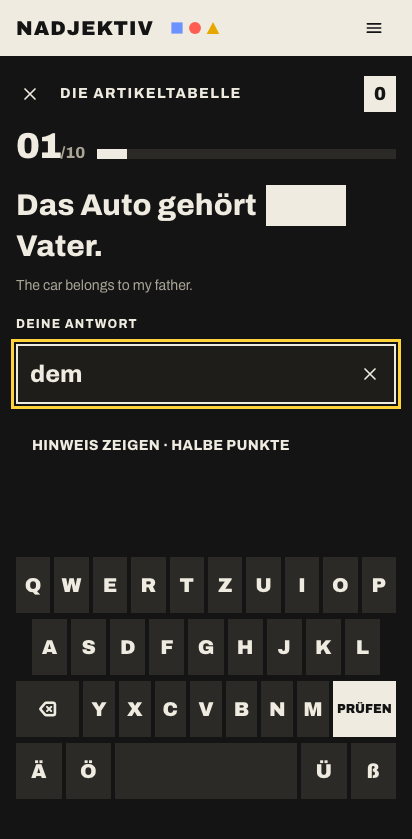 NADJEKTIV
DIE ARTIKELTABELLE
0
01/10
Das Auto gehört
Vater.
The car belongs to my father.
DEINE ANTWORT
dem
HINWEIS ZEIGEN · HALBE PUNKTE
Q W E R T Z U I O P
A S D F G H J K L
Y X C V B N M PRÜFEN
Ä Ö Ü ß